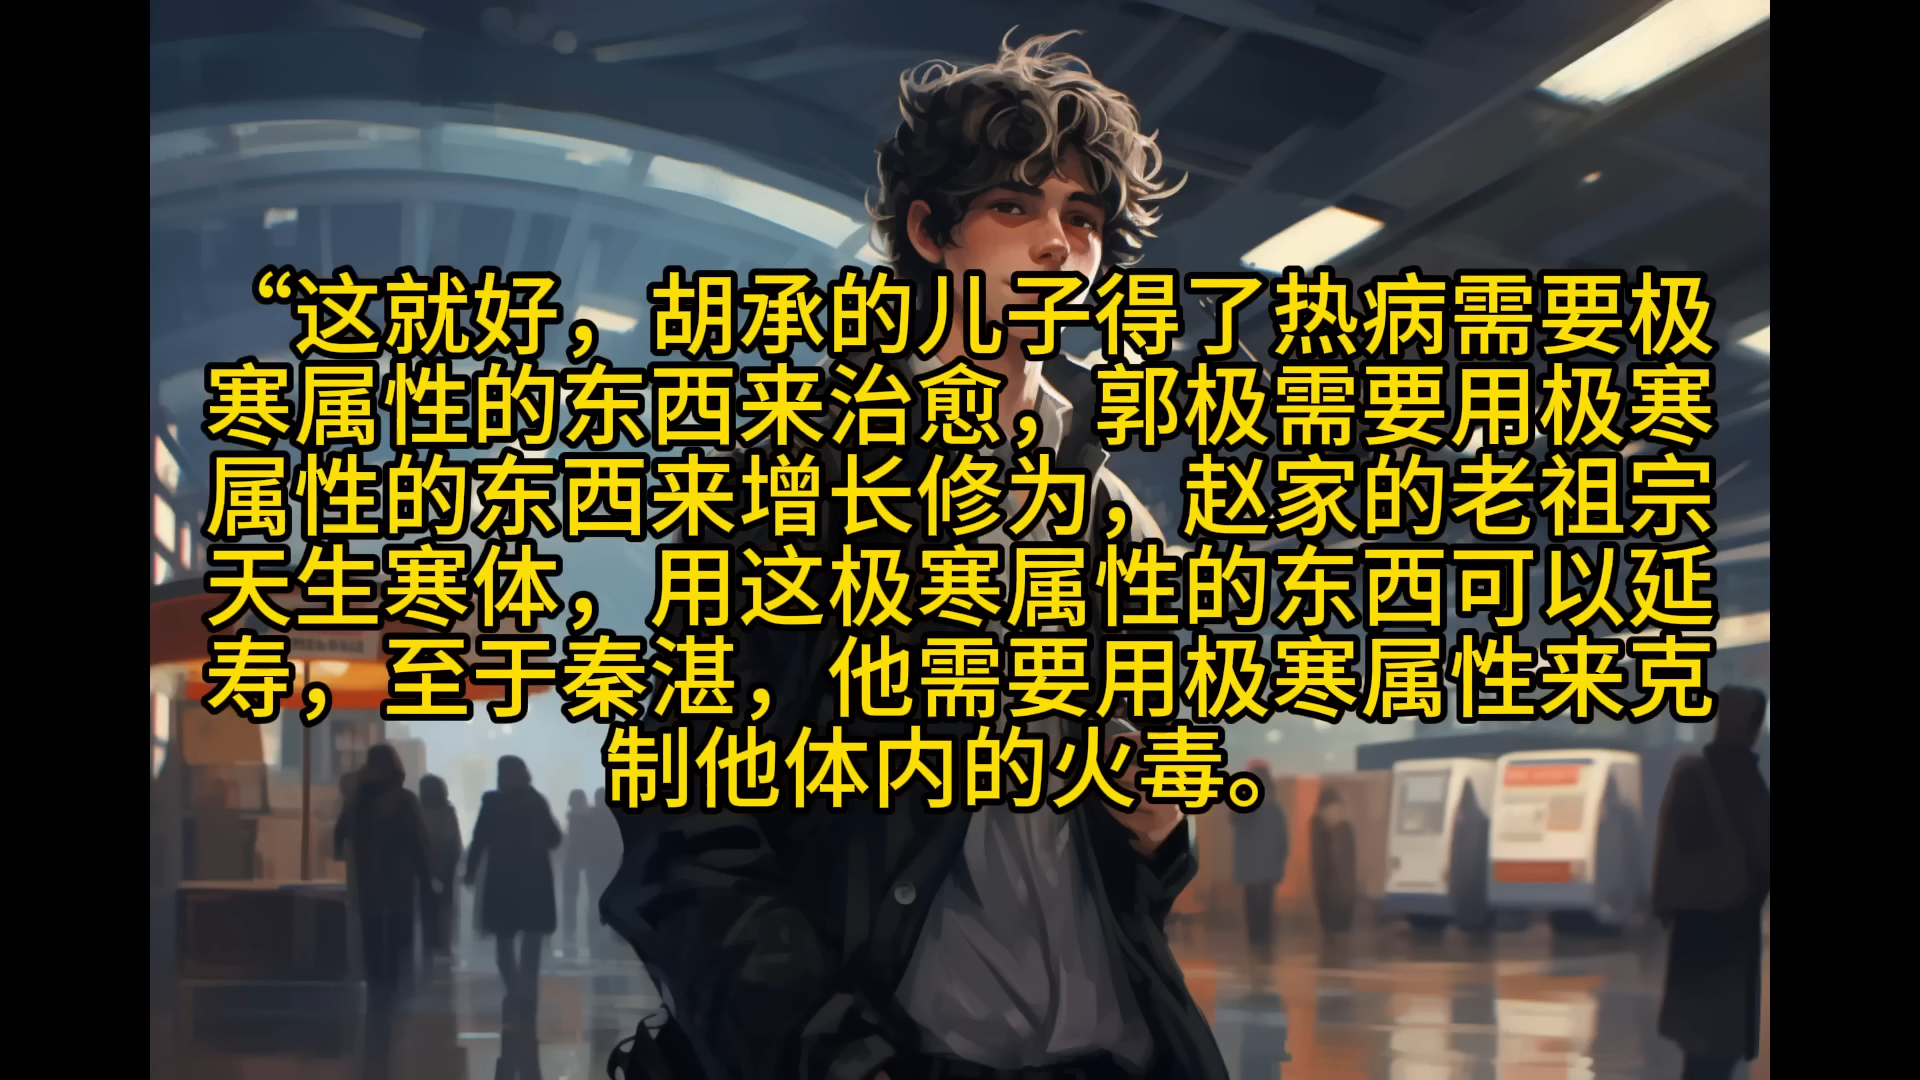 “这就好，胡承的儿子得了热病需要极
寒属性的东西来治愈，郭极需要用极寒
属性的东西来增长修为，赵家的老祖宗
天生寒体，用这极寒属性的东西可以延
寿，至于秦湛，他需要用极寒属性来克
制他体内的火毒。